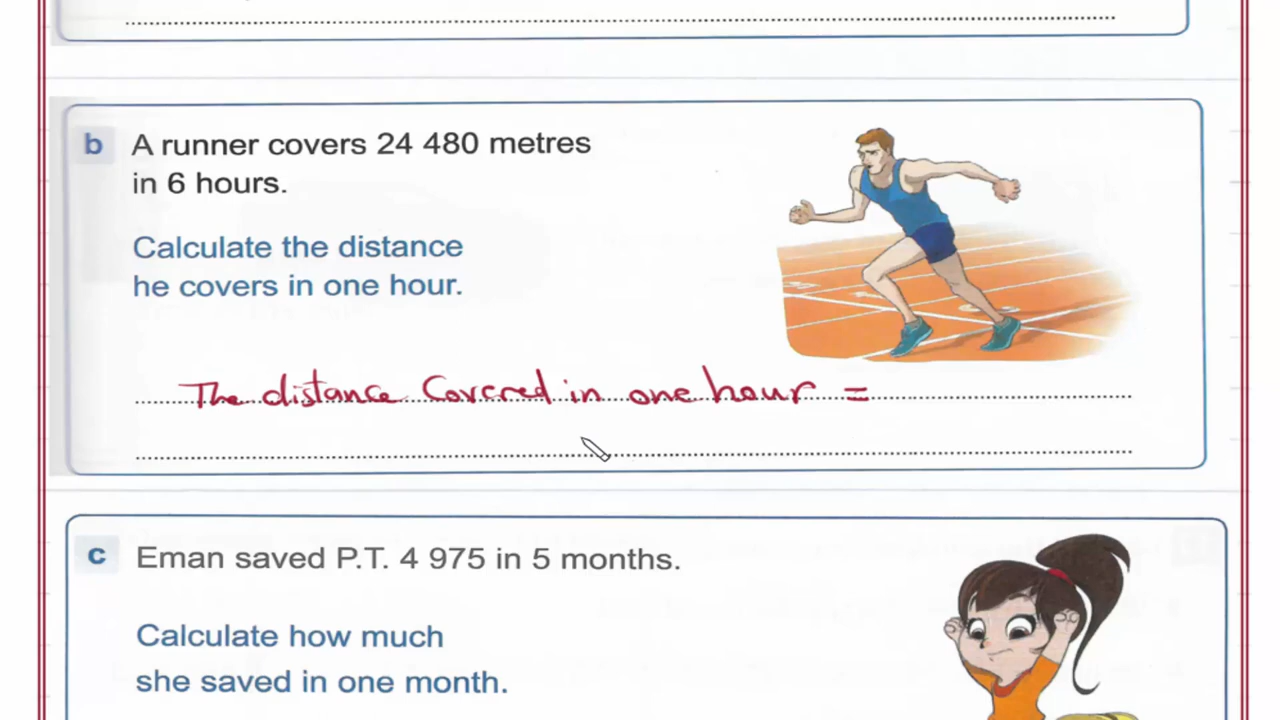 b A runner covers 24 480 metres
in 6 hours.
Calculate the distance
he covers in one hour.
The distance Covered in one hour =
c Eman saved P.T. 4 975 in 5 months.
Calculate how much
she saved in one month.